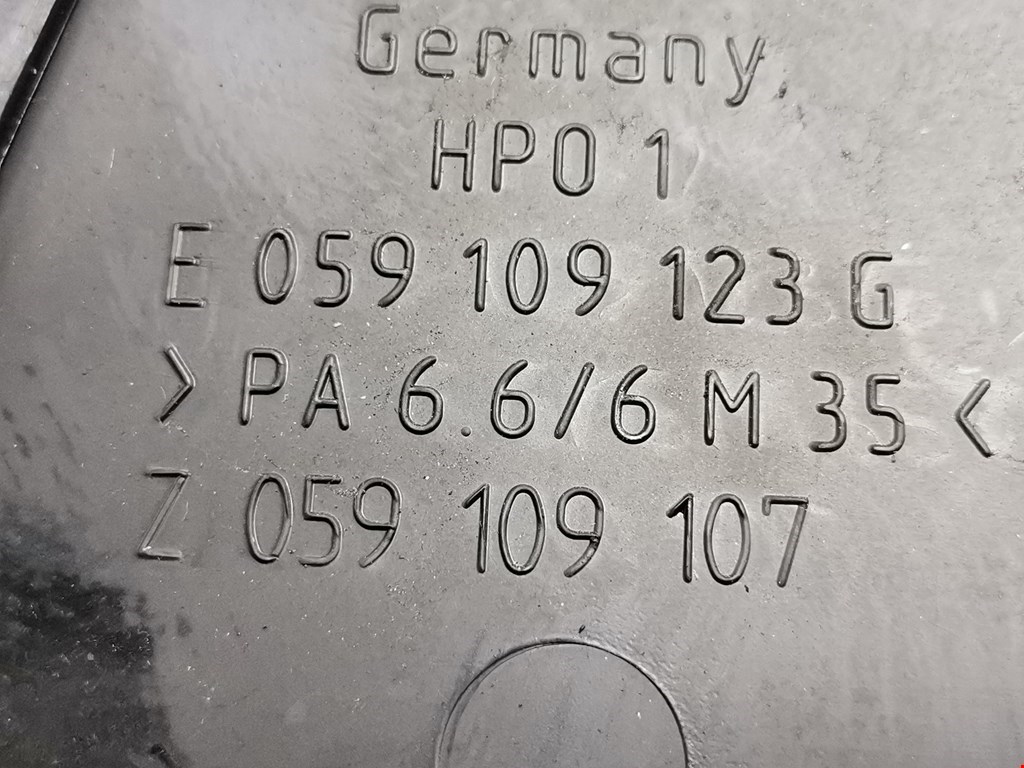 Germany
HPO 1
E 059 109 123 G
> PA 6.6/6 M 35 <
Z 059 109 107